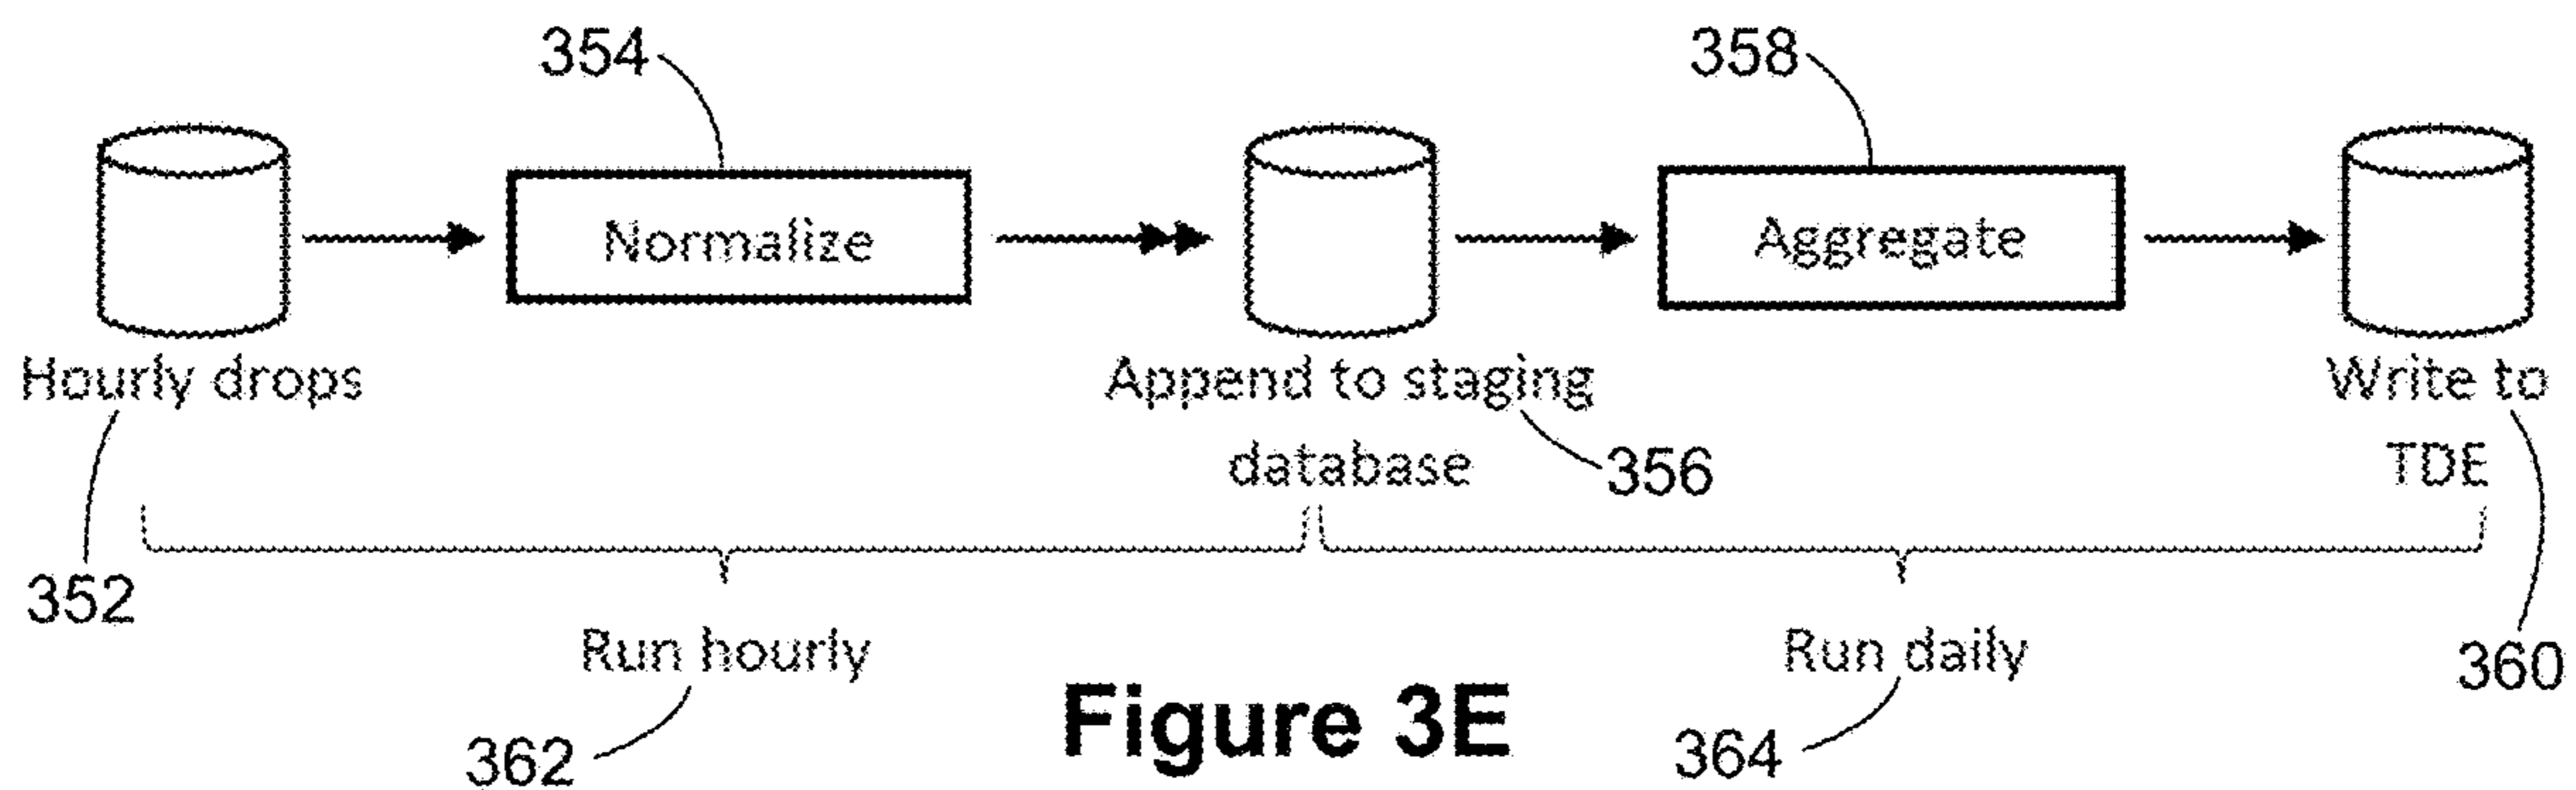 354
358
Normalize
Aggregate
Hourly drops
Append to staging
database
Write to
TDE
356
352
Run hourly
Run daily
360
362
364
Figure 3E